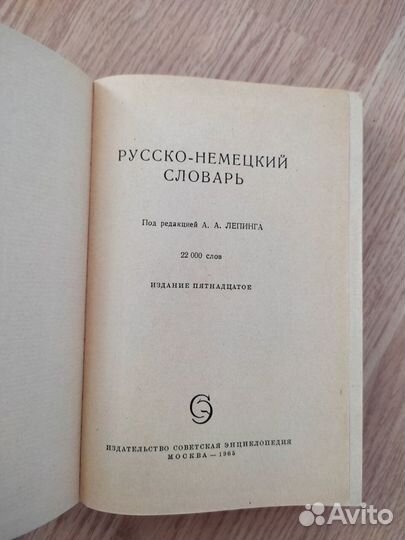 РУССКО-НЕМЕЦКИЙ
СЛОВАРЬ
Под редакцией А. А. ЛЕПИНГА
22 000 слов
ИЗДАНИЕ ПЯТНАДЦАТОЕ
ИЗДАТЕЛЬСТВО СОВЕТСКАЯ ЭНЦИКЛОПЕДИЯ
МОСКВА — 1965
Avito